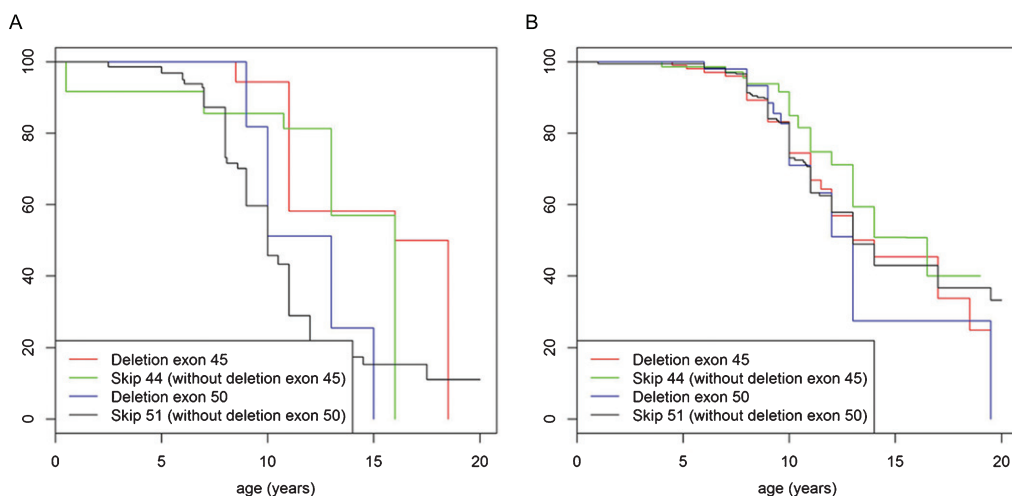 A
100
80
60
40
20
0
Deletion exon 45
Skip 44 (without deletion exon 45)
Deletion exon 50
Skip 51 (without deletion exon 50)
0 5 10 15 20
age (years)
B
100
80
60
40
20
0
Deletion exon 45
Skip 44 (without deletion exon 45)
Deletion exon 50
Skip 51 (without deletion exon 50)
0 5 10 15 20
age (years)